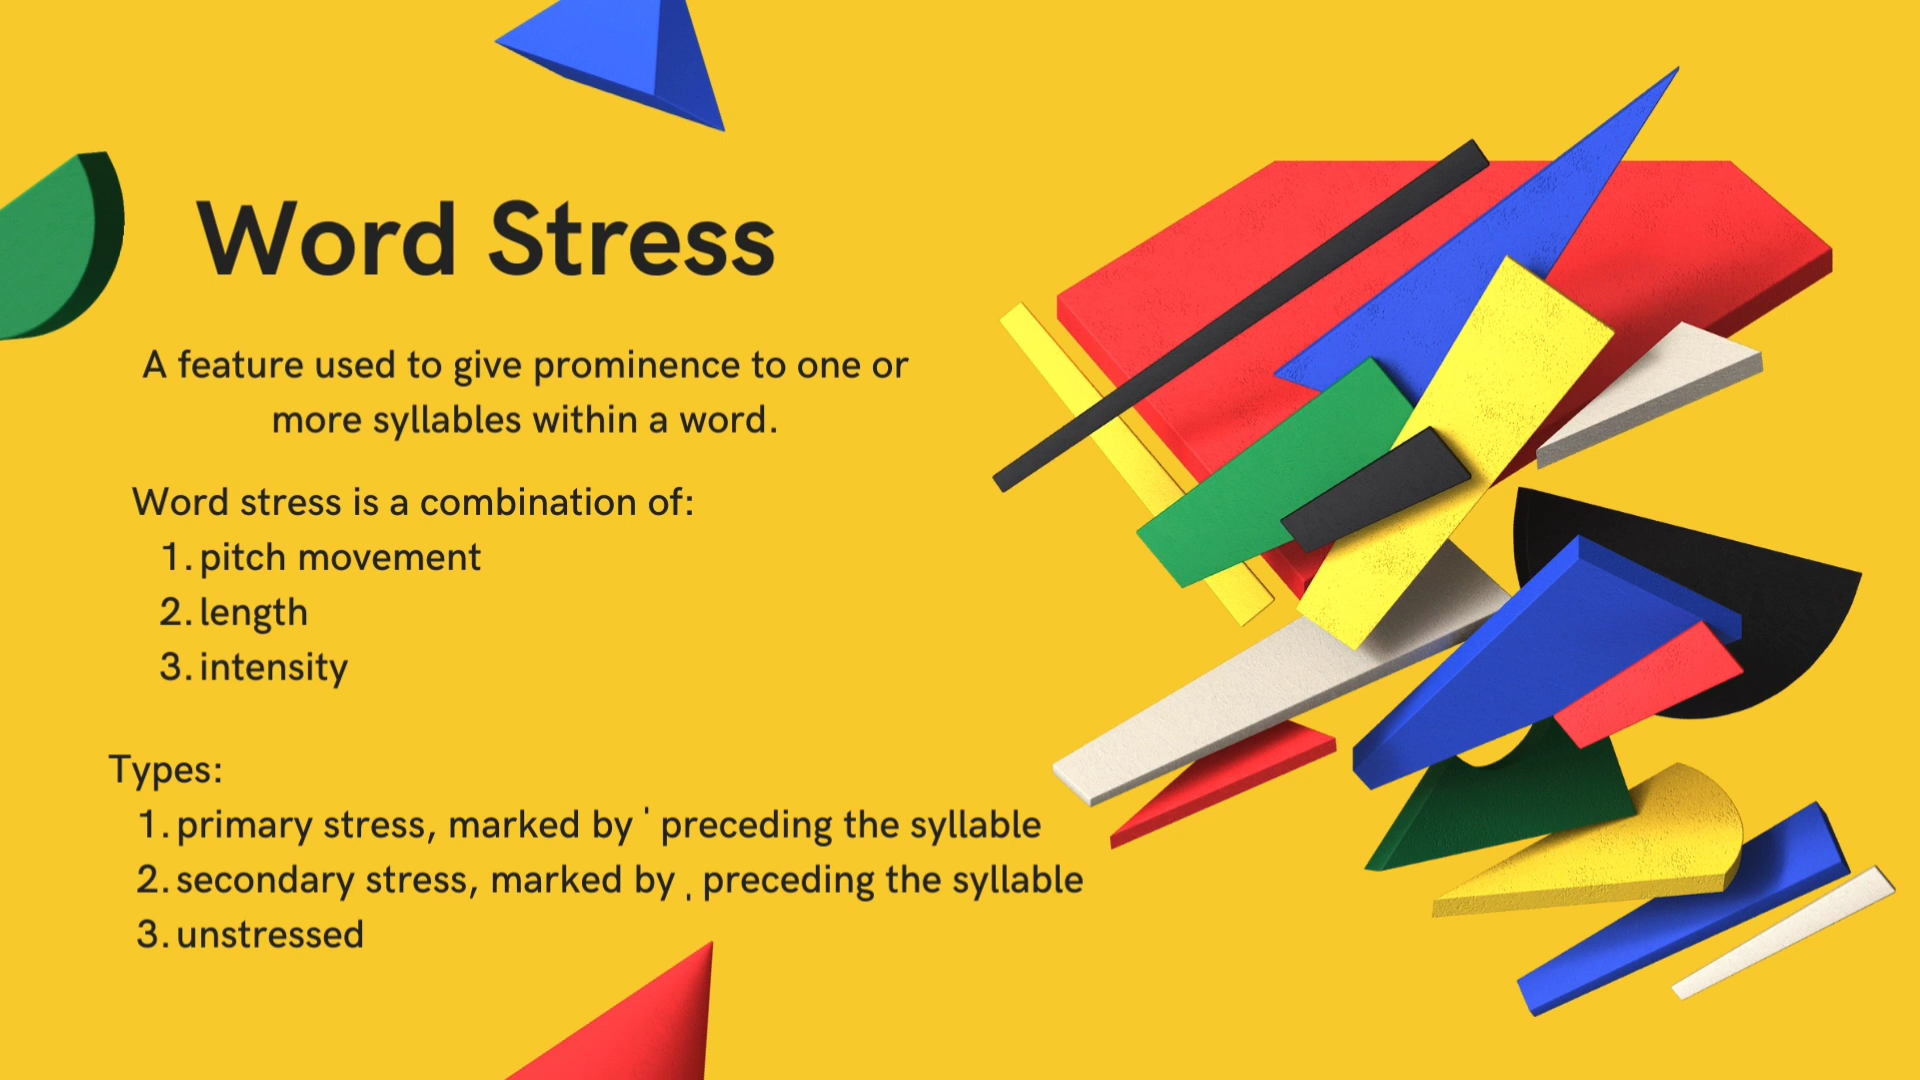 Word Stress
A feature used to give prominence to one or
more syllables within a word.
Word stress is a combination of:
1. pitch movement
2. length
3. intensity
Types:
1. primary stress, marked by ˈ preceding the syllable
2. secondary stress, marked by ˌ preceding the syllable
3. unstressed